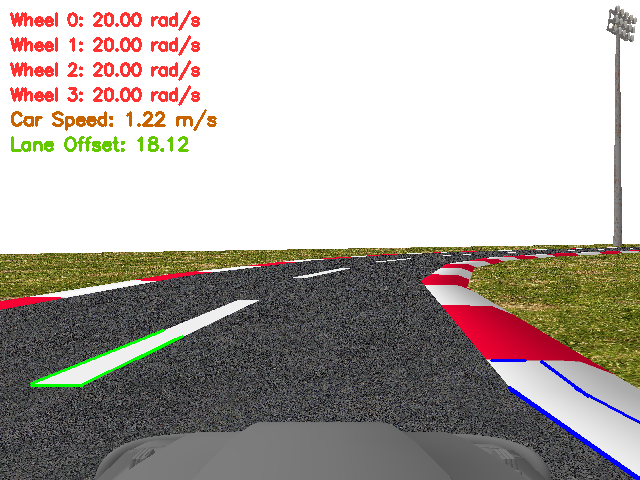 Wheel 0: 20.00 rad/s
Wheel 1: 20.00 rad/s
Wheel 2: 20.00 rad/s
Wheel 3: 20.00 rad/s
Car Speed: 1.22 m/s
Lane Offset: 18.12